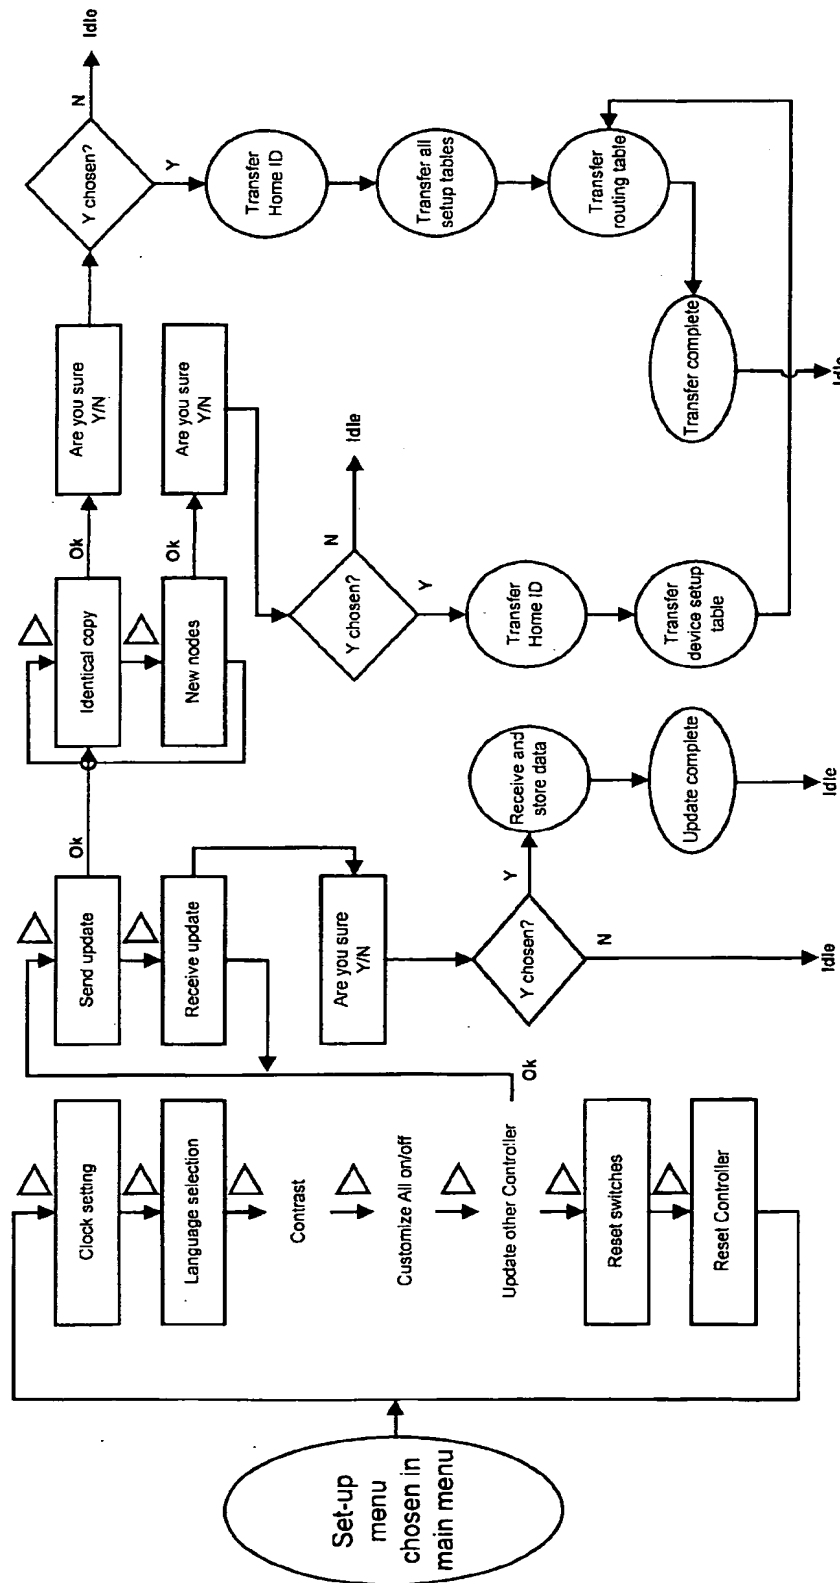 Set-up
menu
chosen in
main menu
Clock setting
Language selection
Contrast
Customize All on/off
Update other Controller
Reset switches
Reset Controller
Ok
Send update
Receive update
Are you sure
Y/N
Y chosen?
N
Idle
Y
Receive and
store data
Update complete
Idle
Ok
Identical copy
New nodes
Ok
Ok
Are you sure
Y/N
Are you sure
Y/N
Y chosen?
N
Idle
Y
Transfer
Home ID
Transfer
device setup
table
Y chosen?
N
Idle
Y
Transfer
Home ID
Transfer all
setup tables
Transfer
routing table
Transfer complete
Idle